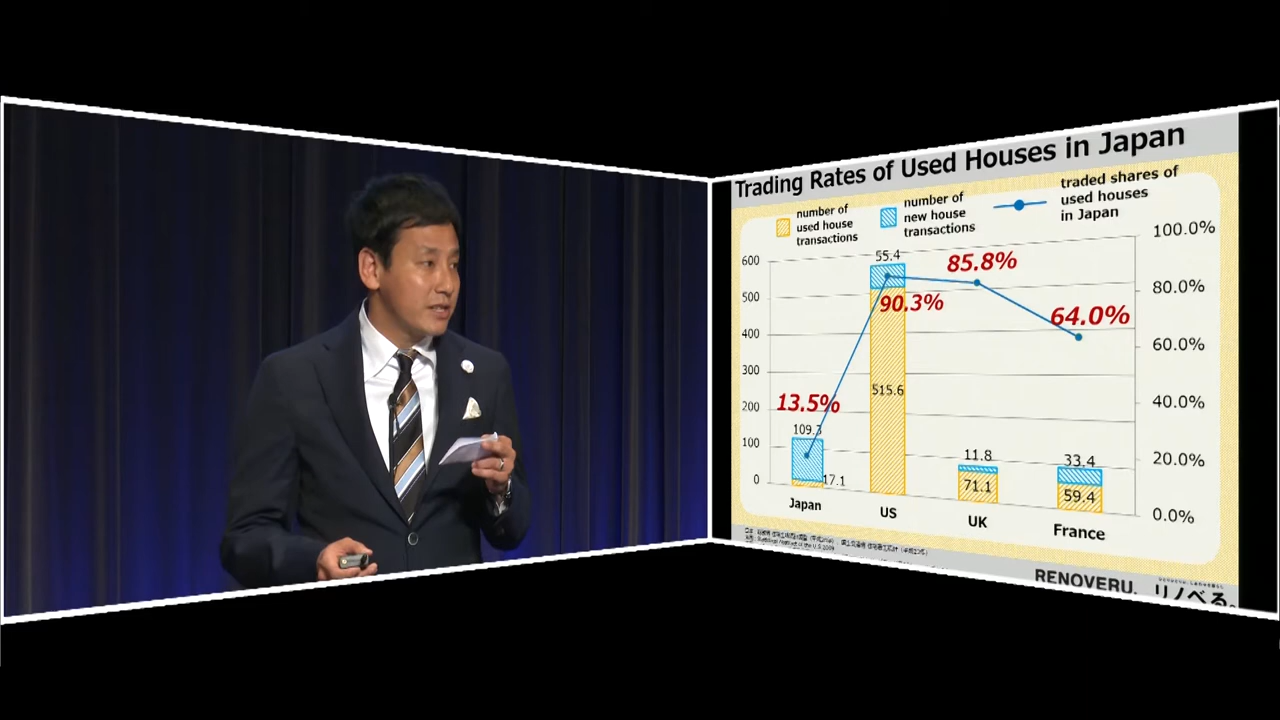 Trading Rates of Used Houses in Japan
number of
used house
transactions
number of
new house
transactions
traded shares of
used houses
in Japan
600
500
400
300
200
100
0
100.0%
80.0%
60.0%
40.0%
20.0%
0.0%
13.5%
109.3
17.1
55.4
90.3%
515.6
85.8%
11.8
71.1
64.0%
33.4
59.4
Japan
US
UK
France
RENOVERU.
リノベる。